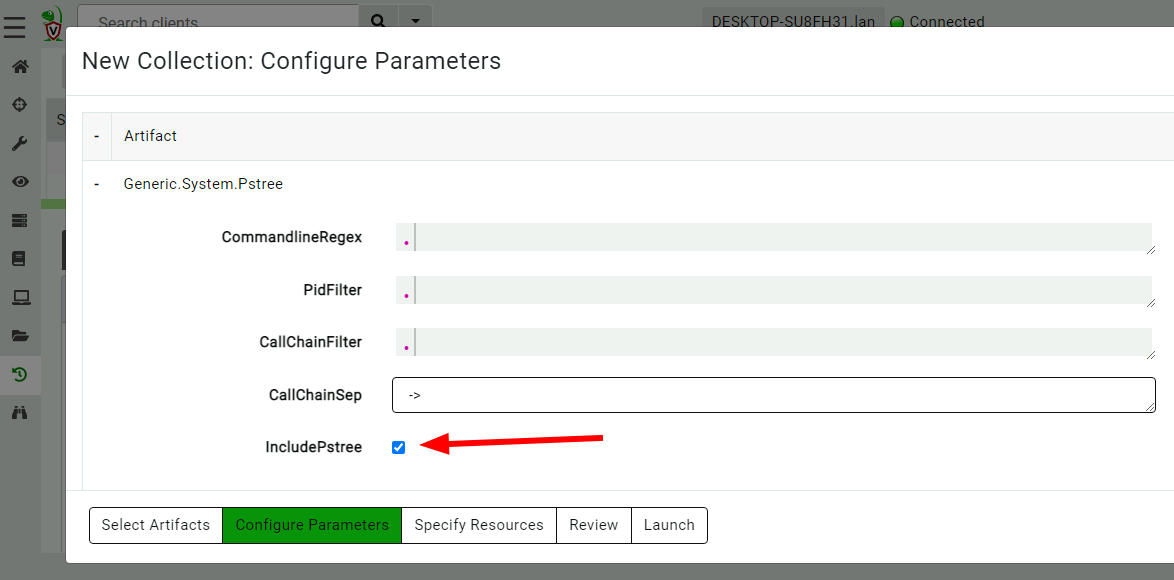 Search clients
DESKTOP-SU8FH31.lan Connected
New Collection: Configure Parameters
- Artifact
- Generic.System.Pstree
CommandlineRegex .
PidFilter .
CallChainFilter .
CallChainSep ->
IncludePstree
Select Artifacts Configure Parameters Specify Resources Review Launch